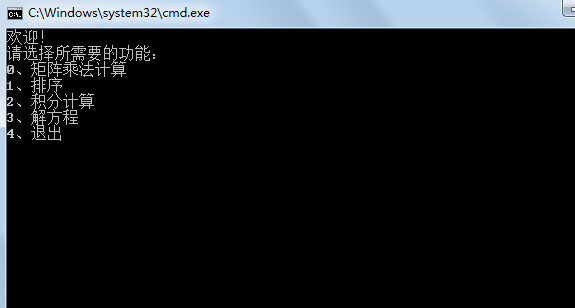 C:\Windows\system32\cmd.exe
欢迎!
请选择所需要的功能:
0、矩阵乘法计算
1、排序
2、积分计算
3、解方程
4、退出